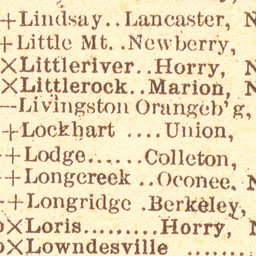 +Lindsay..Lancaster, N
+Little Mt. .Newberry,
×Littleriver..Horry, N
×Littlerock..Marion, N
—Livingston Orangeb'g,
+Lockhart ....Union,
-+Lodge......Colleton,
-+Longcreek ..Oconee, N
-+Longridge .Berkeley,
o×Loris.........Horry, N
o×Lowndesville .......